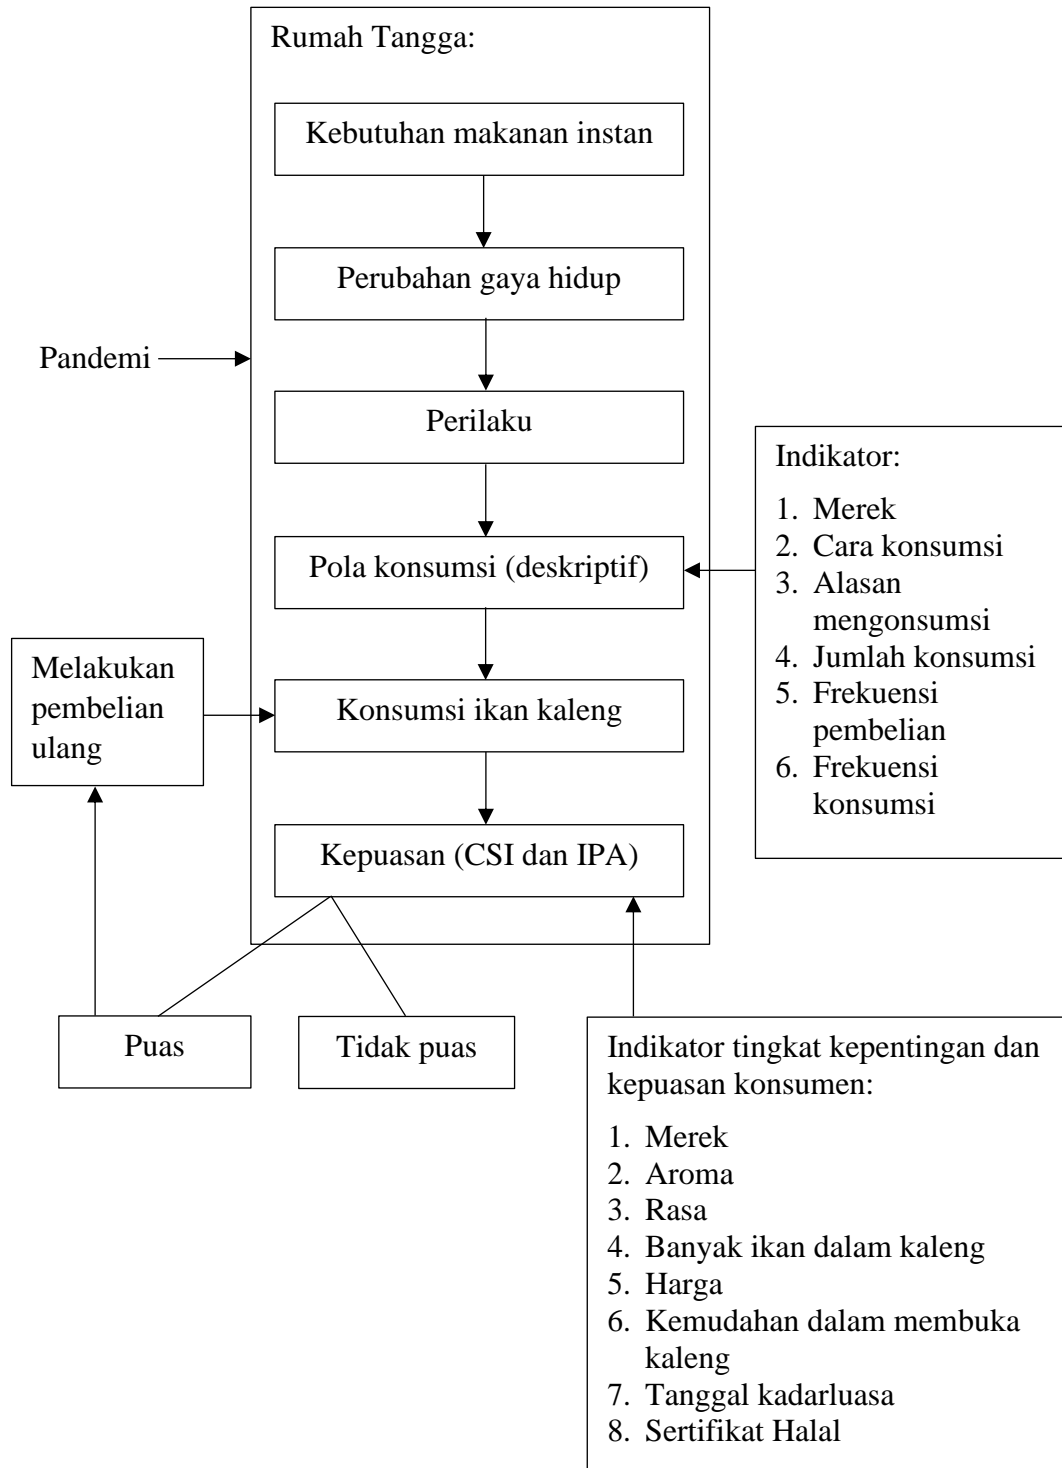 Rumah Tangga:
Kebutuhan makanan instan
Perubahan gaya hidup
Pandemi
Perilaku
Indikator:
1. Merek
2. Cara konsumsi
3. Alasan
mengonsumsi
4. Jumlah konsumsi
5. Frekuensi
pembelian
6. Frekuensi
konsumsi
Pola konsumsi (deskriptif)
Melakukan
pembelian
ulang
Konsumsi ikan kaleng
Kepuasan (CSI dan IPA)
Puas
Tidak puas
Indikator tingkat kepentingan dan
kepuasan konsumen:
1. Merek
2. Aroma
3. Rasa
4. Banyak ikan dalam kaleng
5. Harga
6. Kemudahan dalam membuka
kaleng
7. Tanggal kadarluasa
8. Sertifikat Halal